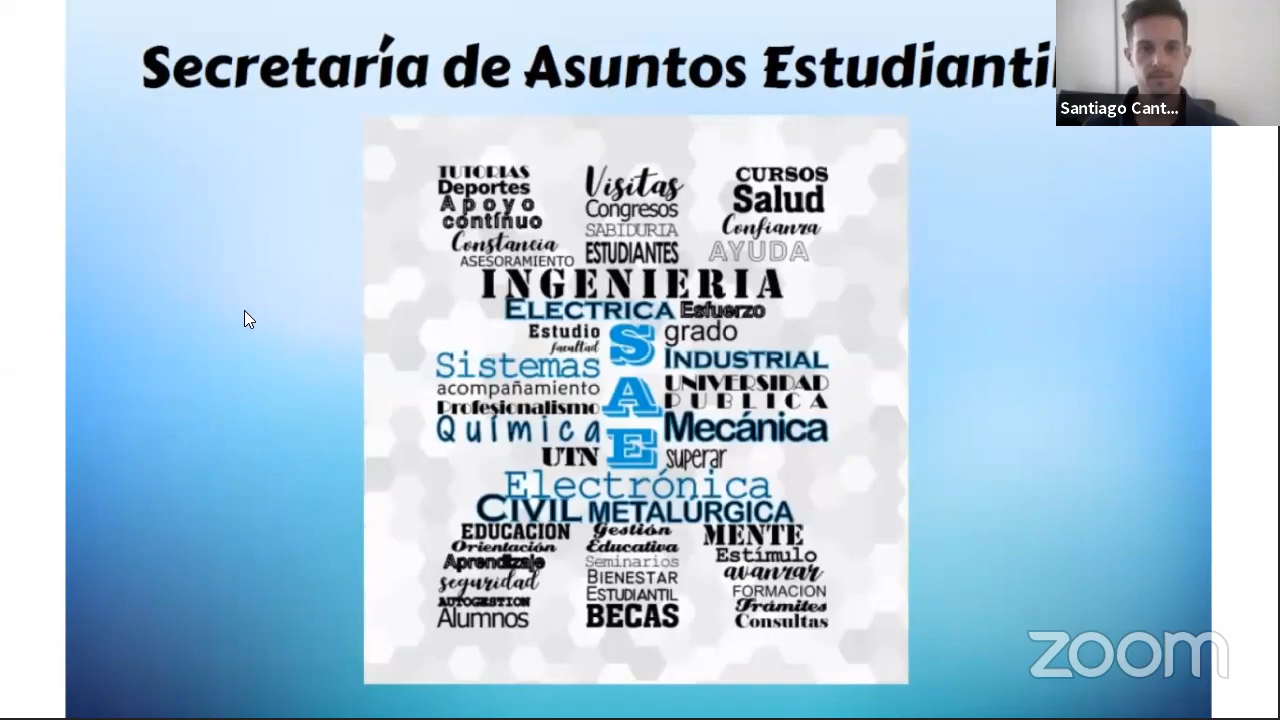 Secretaría de Asuntos Estudianti
Santiago Cant...
TUTORIAS
Deportes
Apoyo
contínuo
Constancia
ASESORAMIENTO
Visitas
Congresos
SABIDURIA
ESTUDIANTES
CURSOS
Salud
Confianza
AYUDA
INGENIERIA
ELECTRICA Esfuerzo
Estudio
facultad
Sistemas
acompañamiento
Profesionalismo
Química
UTN
S
A
E
grado
INDUSTRIAL
UNIVERSIDAD
PUBLICA
Mecánica
superar
Electrónica
CIVIL METALÚRGICA
EDUCACION
Orientación
Aprendizaje
seguridad
AUTOGESTION
Alumnos
Gestión
Educativa
Seminarios
BIENESTAR
ESTUDIANTIL
BECAS
MENTE
Estímulo
avanzar
FORMACION
Trámites
Consultas
zoom